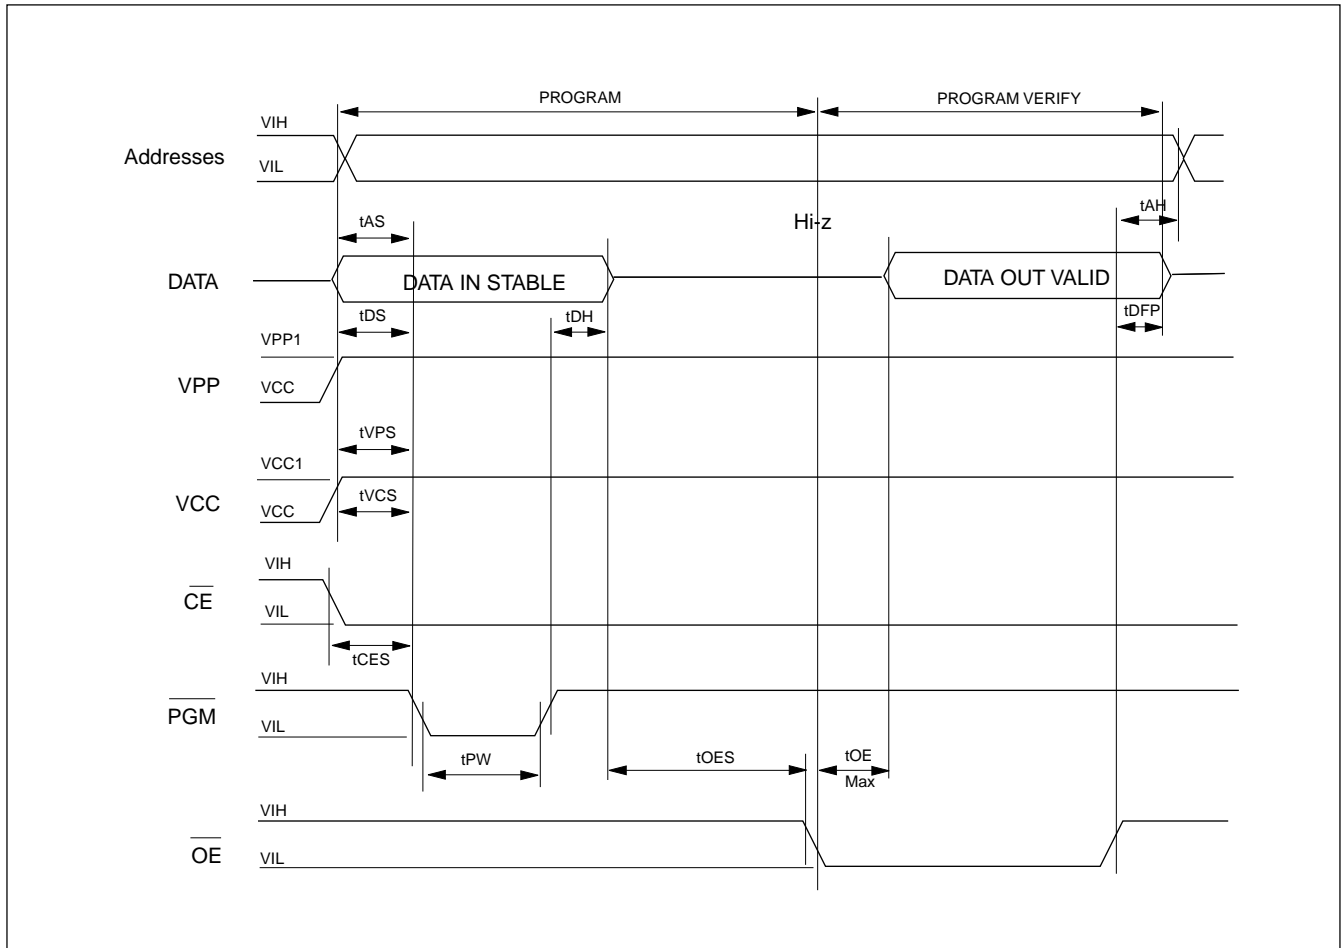 PROGRAM
PROGRAM VERIFY
VIH
Addresses
VIL
tAS
Hi-z
tAH
DATA
DATA IN STABLE
DATA OUT VALID
tDS
tDH
tDFP
VPP1
VPP
VCC
tVPS
VCC1
VCC
tVCS
VCC
VIH
CE
VIL
tCES
VIH
PGM
VIL
tPW
tOES
tOE
Max
VIH
OE
VIL